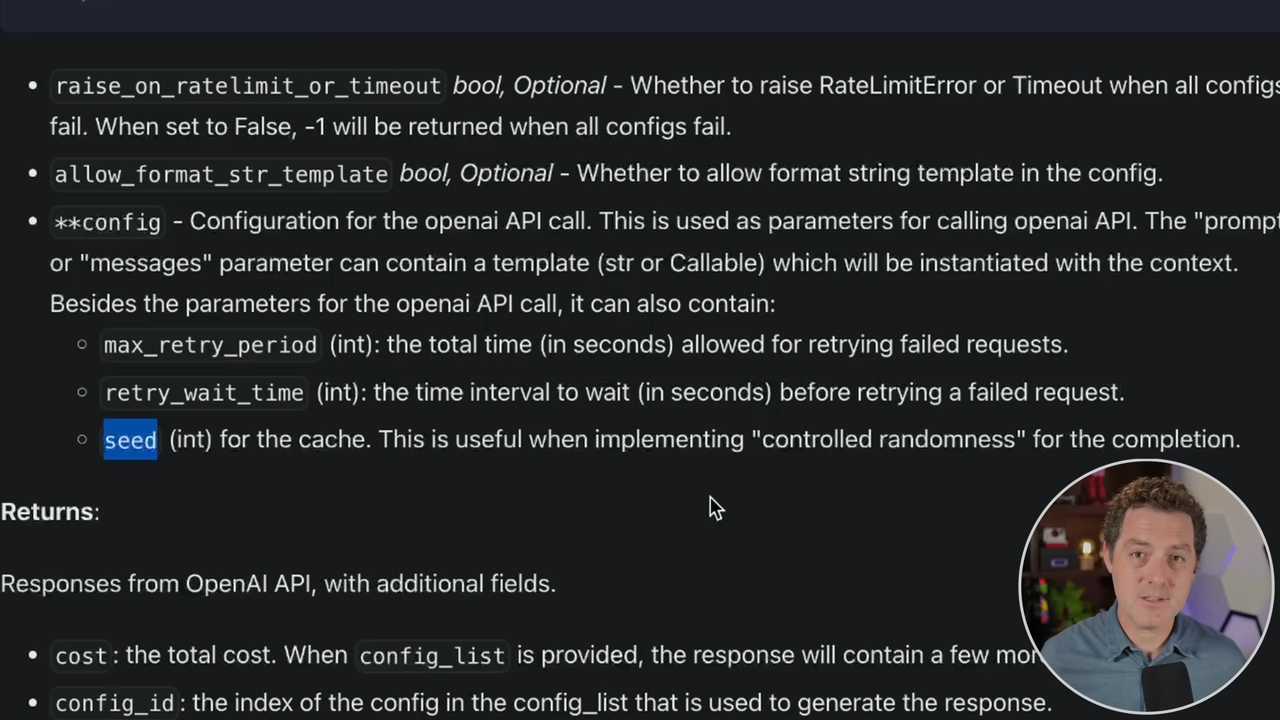 raise_on_ratelimit_or_timeout bool, Optional - Whether to raise RateLimitError or Timeout when all configs
fail. When set to False, -1 will be returned when all configs fail.
allow_format_str_template bool, Optional - Whether to allow format string template in the config.
**config - Configuration for the openai API call. This is used as parameters for calling openai API. The "prompt
or "messages" parameter can contain a template (str or Callable) which will be instantiated with the context.
Besides the parameters for the openai API call, it can also contain:
max_retry_period (int): the total time (in seconds) allowed for retrying failed requests.
retry_wait_time (int): the time interval to wait (in seconds) before retrying a failed request.
seed (int) for the cache. This is useful when implementing "controlled randomness" for the completion.
Returns:
Responses from OpenAI API, with additional fields.
cost: the total cost. When config_list is provided, the response will contain a few
config_id: the index of the config in the config_list that is used to generate the response.